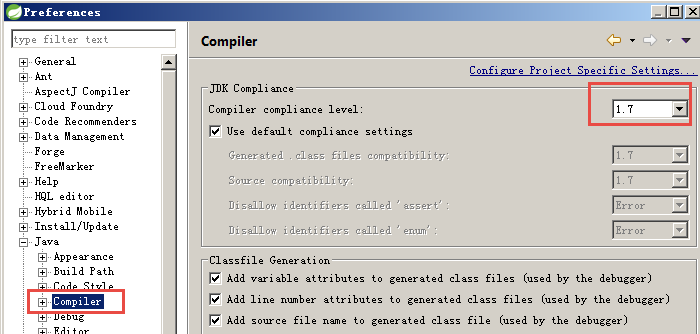 Preferences
type filter text
General
Ant
AspectJ Compiler
Cloud Foundry
Code Recommenders
Data Management
Forge
FreeMarker
Help
HQL editor
Hybrid Mobile
Install/Update
Java
Appearance
Build Path
Code Style
Compiler
Debug
Editor
Compiler
Configure Project Specific Settings...
JDK Compliance
Compiler compliance level: 1.7
Use default compliance settings
Generated .class files compatibility: 1.7
Source compatibility: 1.7
Disallow identifiers called 'assert': Error
Disallow identifiers called 'enum': Error
Classfile Generation
Add variable attributes to generated class files (used by the debugger)
Add line number attributes to generated class files (used by the debugger)
Add source file name to generated class file (used by the debugger)